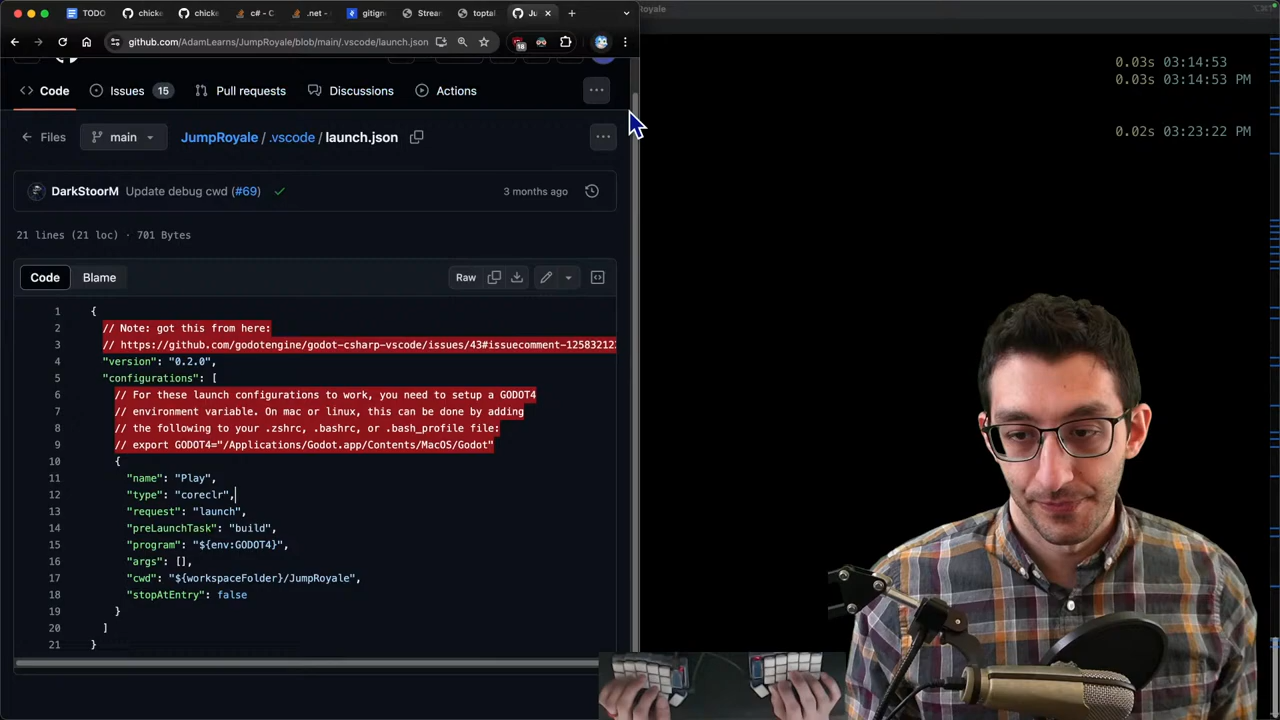 TODO
chicke
chicke
c# - C
.net -
gitign
Strear
toptal
Ju
Royale
github.com/AdamLearns/JumpRoyale/blob/main/.vscode/launch.json
18
0.03s 03:14:53
0.03s 03:14:53 PM
0.02s 03:23:22 PM
Code
Issues 15
Pull requests
Discussions
Actions
Files
main
JumpRoyale / .vscode / launch.json
DarkStoorM Update debug cwd (#69)
3 months ago
21 lines (21 loc) · 701 Bytes
Code
Blame
Raw
1 {
2 // Note: got this from here:
3 // https://github.com/godotengine/godot-csharp-vscode/issues/43#issuecomment-125832121
4 "version": "0.2.0",
5 "configurations": [
6 // For these launch configurations to work, you need to setup a GODOT4
7 // environment variable. On mac or linux, this can be done by adding
8 // the following to your .zshrc, .bashrc, or .bash_profile file:
9 // export GODOT4="/Applications/Godot.app/Contents/MacOS/Godot"
10 {
11 "name": "Play",
12 "type": "coreclr",
13 "request": "launch",
14 "preLaunchTask": "build",
15 "program": "${env:GODOT4}",
16 "args": [],
17 "cwd": "${workspaceFolder}/JumpRoyale",
18 "stopAtEntry": false
19 }
20 ]
21 }